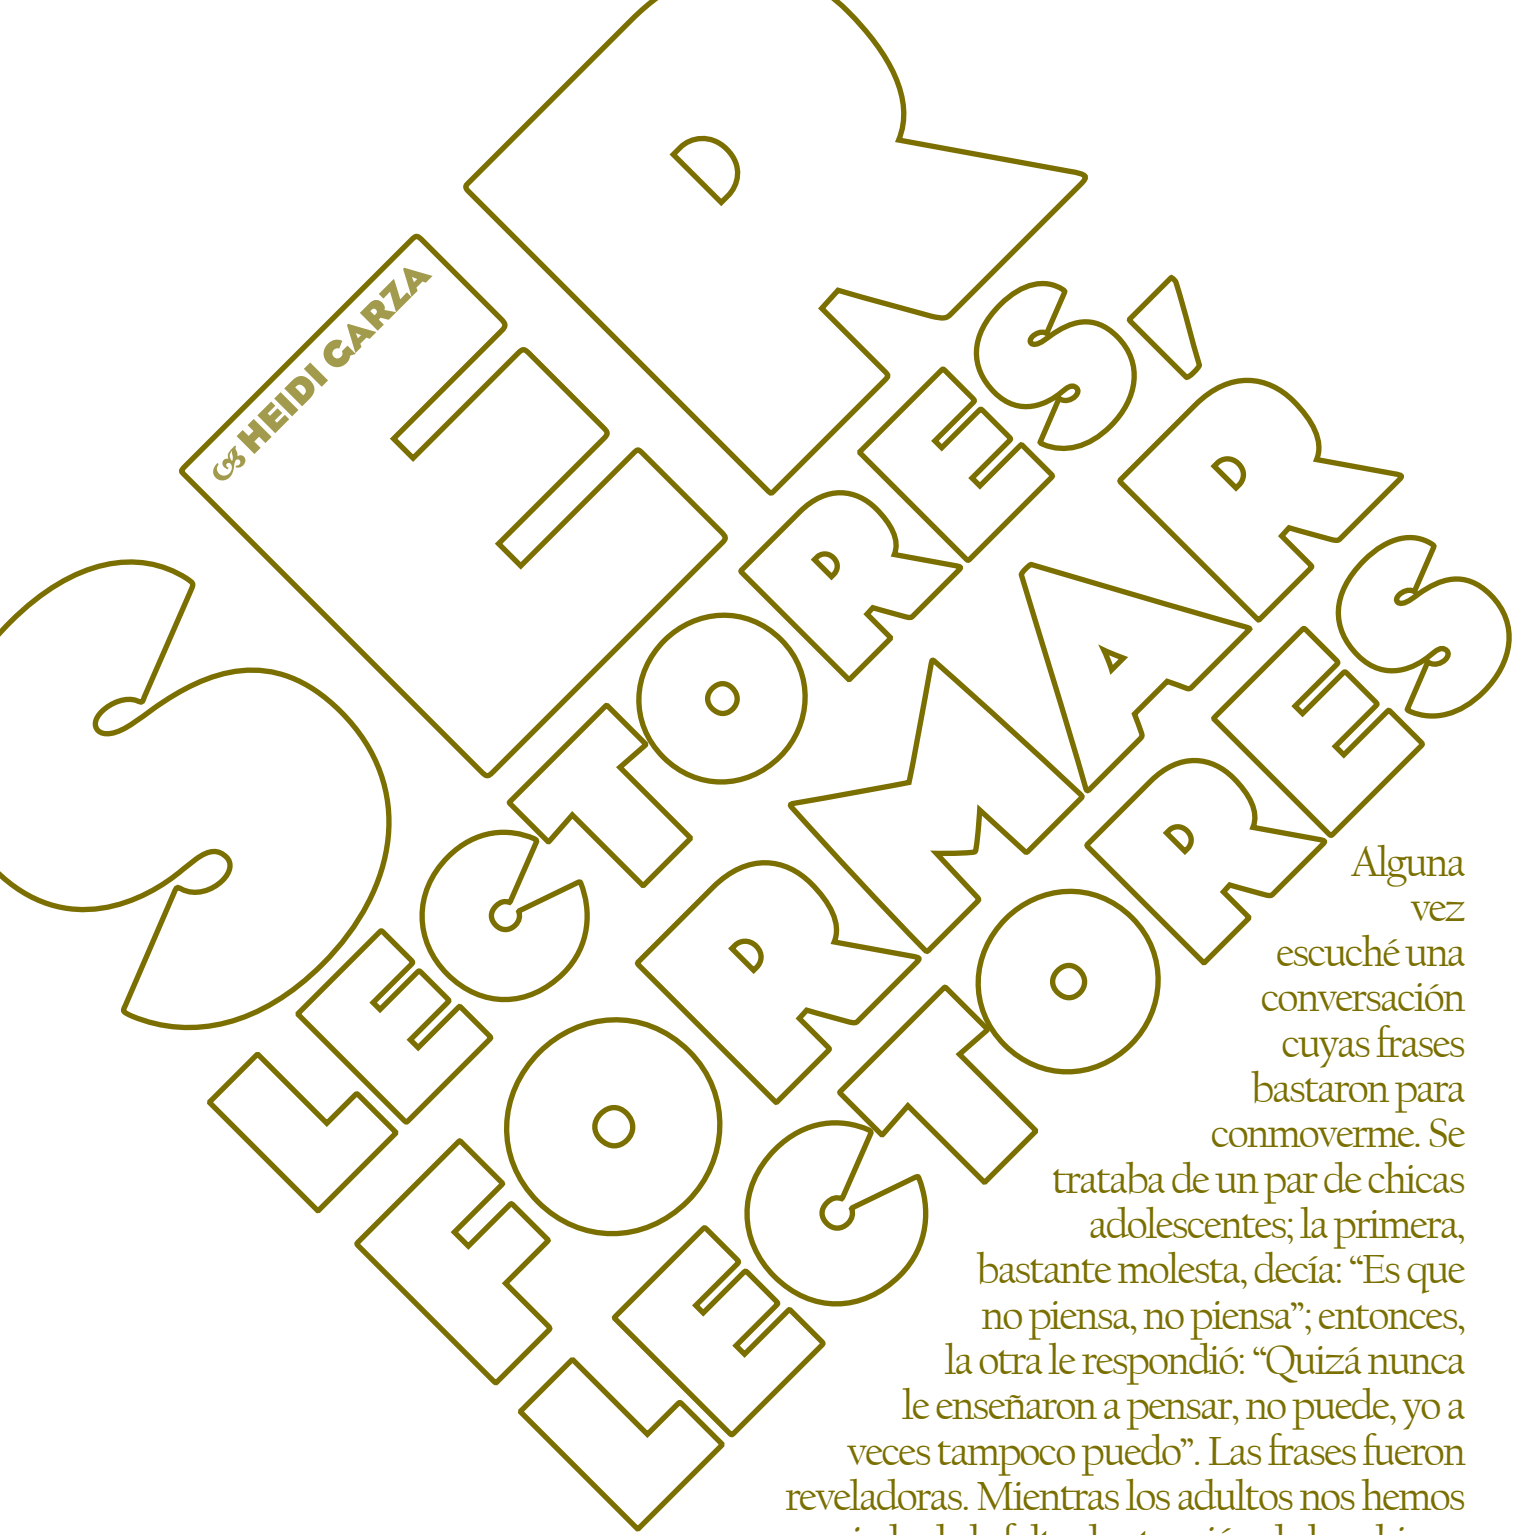 SER
LECTORES,
FORMAR
LECTORES
HEIDI GARZA
Alguna
vez
escuché una
conversación
cuyas frases
bastaron para
conmoverme. Se
trataba de un par de chicas
adolescentes; la primera,
bastante molesta, decía: “Es que
no piensa, no piensa”; entonces,
la otra le respondió: “Quizá nunca
le enseñaron a pensar, no puede, yo a
veces tampoco puedo”. Las frases fueron
reveladoras. Mientras los adultos nos hemos